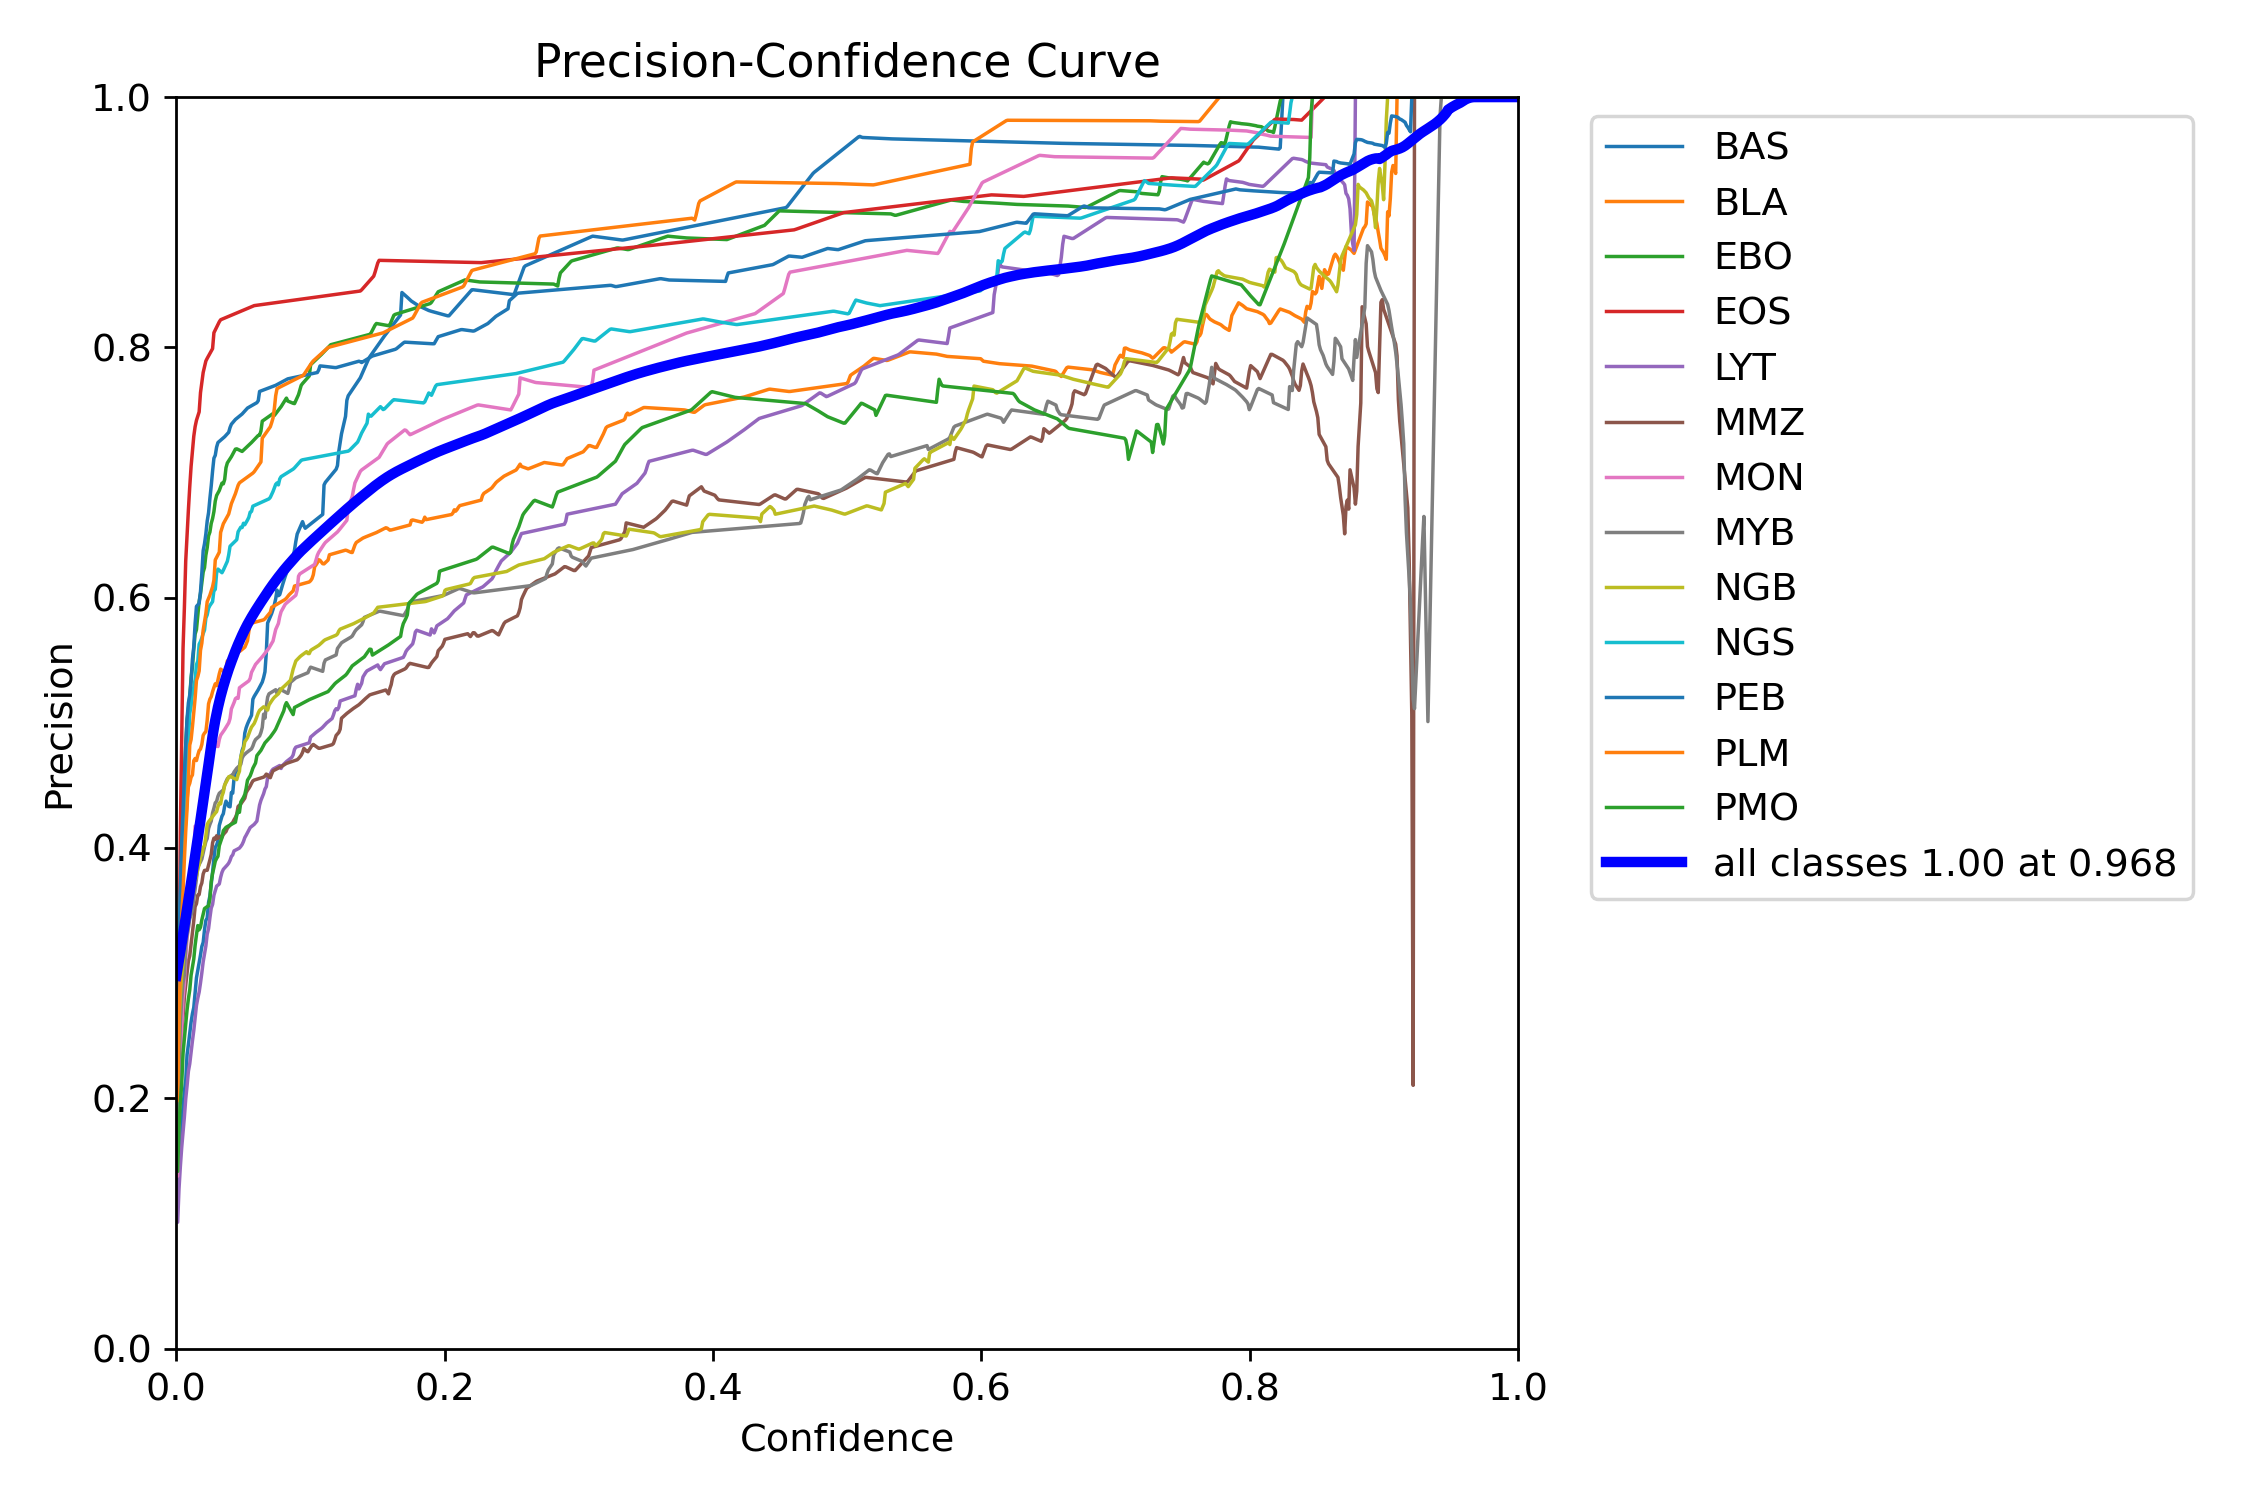 Precision-Confidence Curve
1.0
0.8
0.6
0.4
0.2
0.0
Precision
0.0 0.2 0.4 0.6 0.8 1.0
Confidence
BAS
BLA
EBO
EOS
LYT
MMZ
MON
MYB
NGB
NGS
PEB
PLM
PMO
all classes 1.00 at 0.968